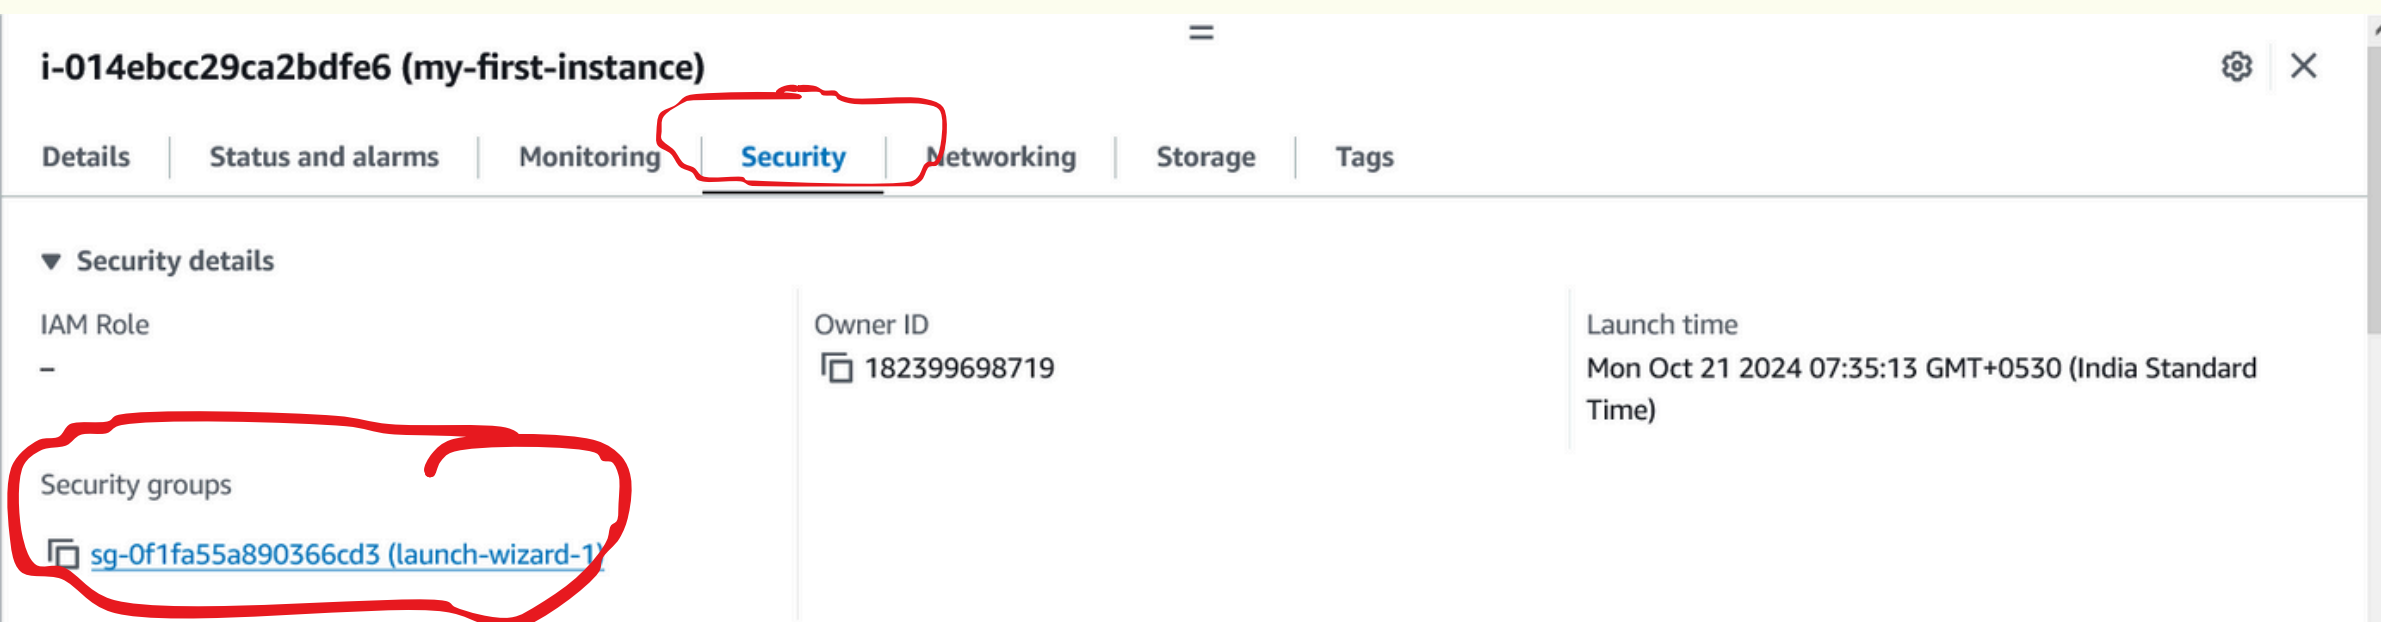 i-014ebcc29ca2bdfe6 (my-first-instance)
Details Status and alarms Monitoring Security Networking Storage Tags
Security details
IAM Role
–
Owner ID
182399698719
Launch time
Mon Oct 21 2024 07:35:13 GMT+0530 (India Standard
Time)
Security groups
sg-0f1fa55a890366cd3 (launch-wizard-1)